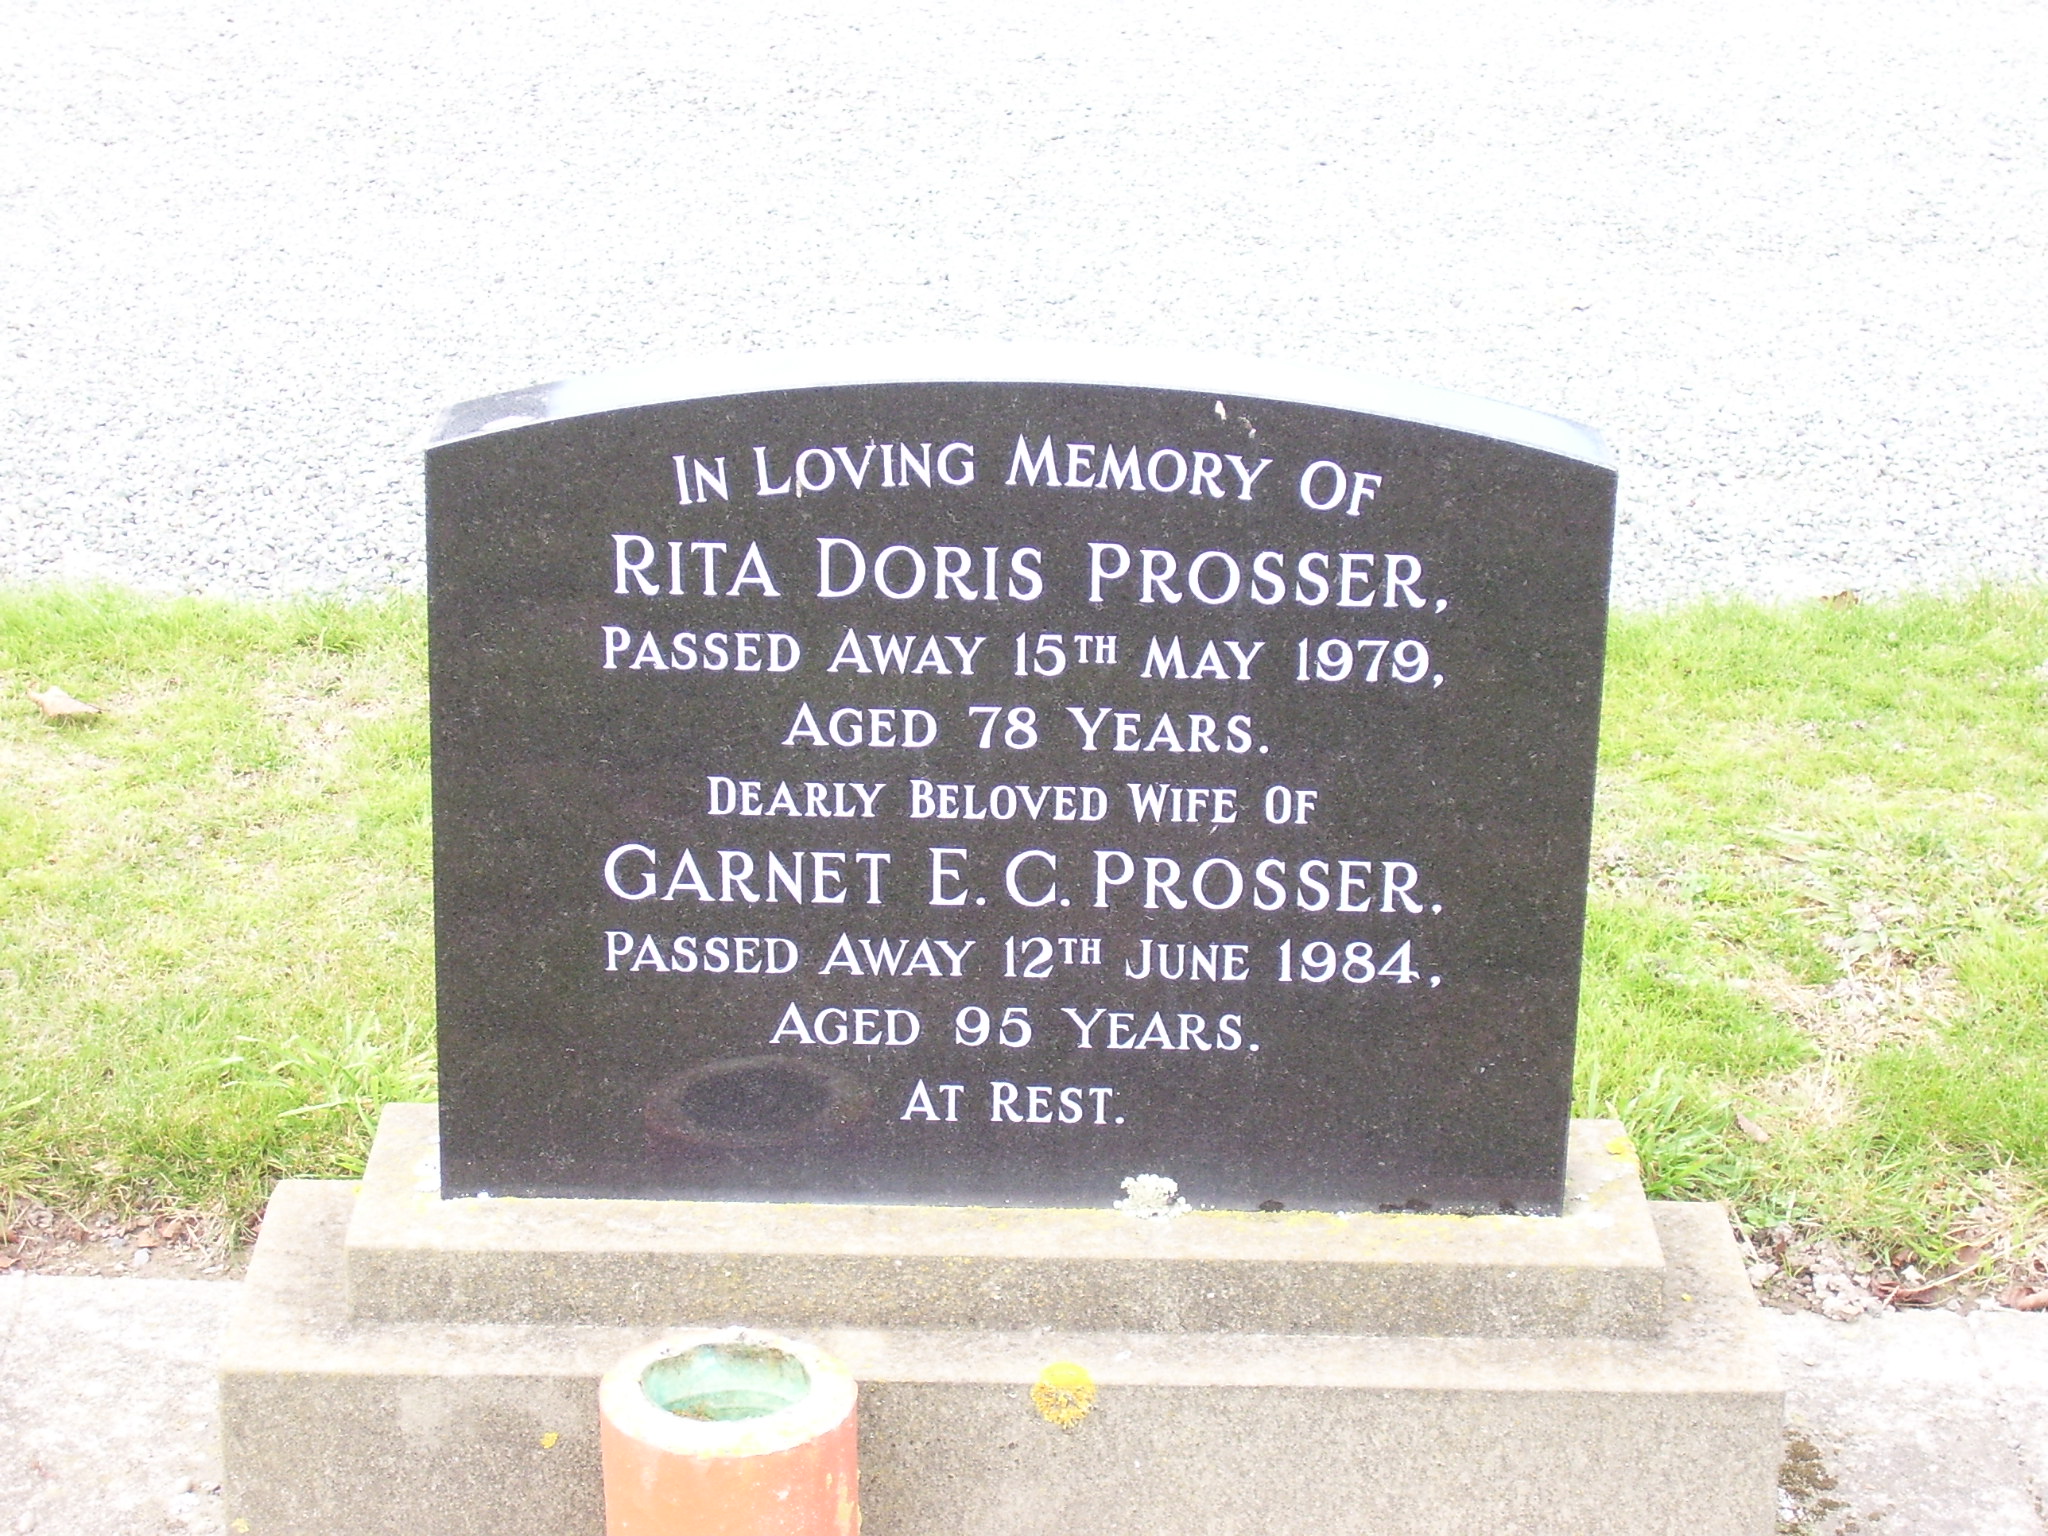 IN LOVING MEMORY OF
RITA DORIS PROSSER,
PASSED AWAY 15TH MAY 1979,
AGED 78 YEARS.
DEARLY BELOVED WIFE OF
GARNET E. C. PROSSER,
PASSED AWAY 12TH JUNE 1984,
AGED 95 YEARS.
AT REST.